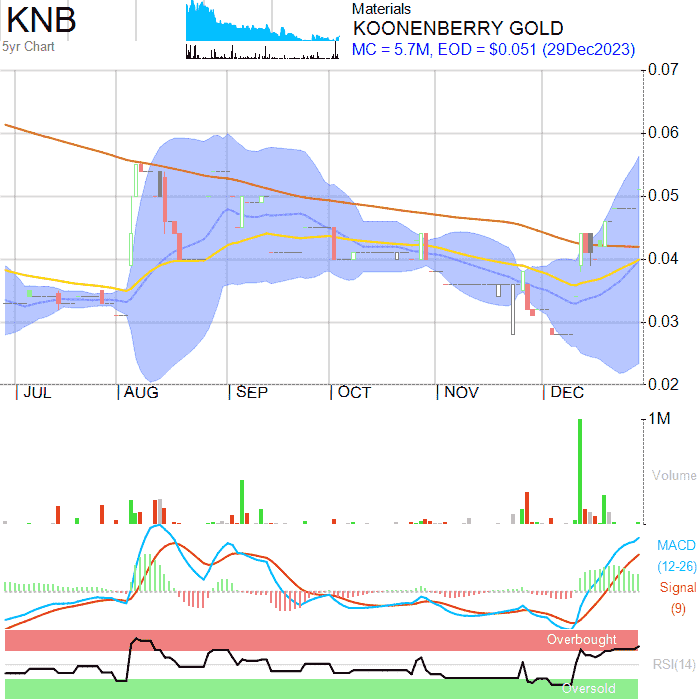 KNB
5yr Chart
Materials
KOONENBERRY GOLD
MC = 5.7M, EOD = $0.051 (29Dec2023)
0.07
0.06
0.05
0.04
0.03
0.02
JUL
AUG
SEP
OCT
NOV
DEC
1M
Volume
MACD
(12-26)
Signal
(9)
Overbought
RSI(14)
Oversold